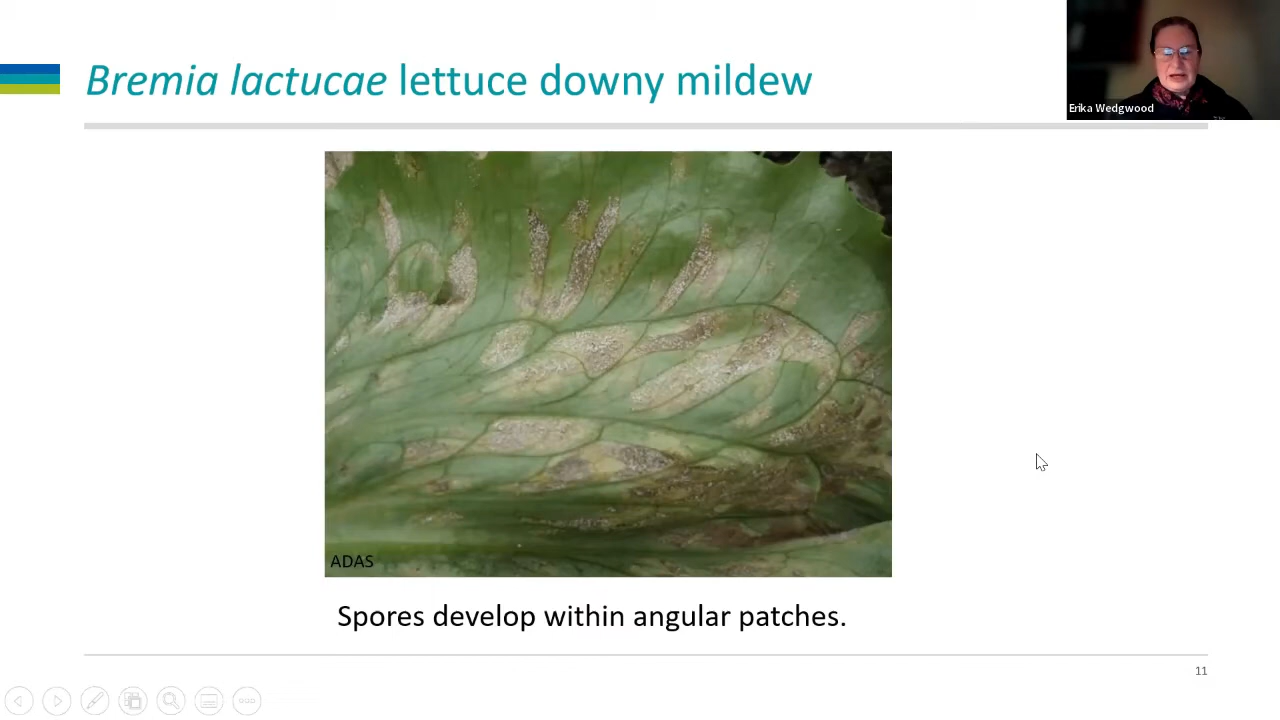 Bremia lactucae lettuce downy mildew
Erika Wedgwood
ADAS
Spores develop within angular patches.
11